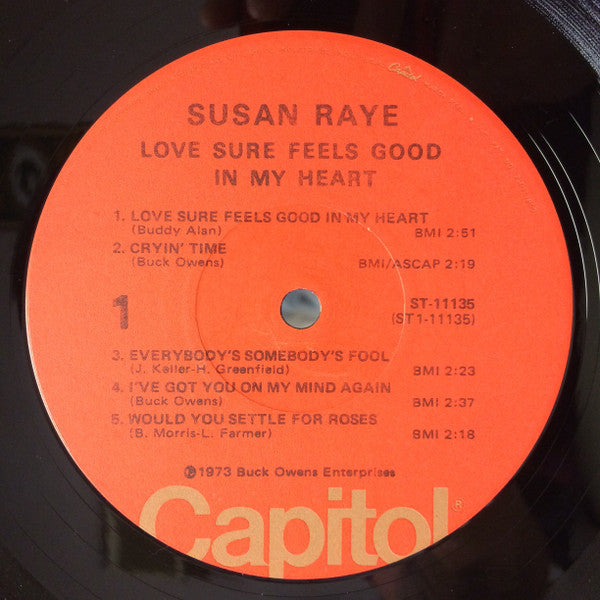 Capitol
SUSAN RAYE
LOVE SURE FEELS GOOD
IN MY HEART
1. LOVE SURE FEELS GOOD IN MY HEART
(Buddy Alan) BMI 2:51
2. CRYIN' TIME
(Buck Owens) BMI/ASCAP 2:19
1 ST-11135
(ST1-11135)
3. EVERYBODY'S SOMEBODY'S FOOL
(J. Keller-H. Greenfield) BMI 2:23
4. I'VE GOT YOU ON MY MIND AGAIN
(Buck Owens) BMI 2:37
5. WOULD YOU SETTLE FOR ROSES
(B. Morris-L. Farmer) BMI 2:18
℗1973 Buck Owens Enterprises
Capitol®